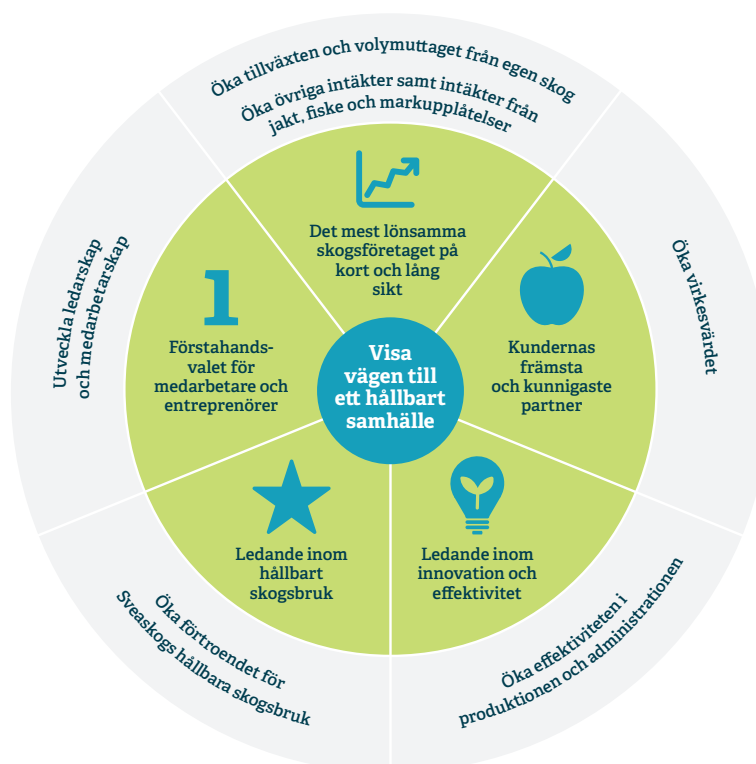 Öka tillväxten och volymuttaget från egen skog
Öka övriga intäkter samt intäkter från
jakt, fiske och markupplåtelser
Det mest lönsamma
skogsföretaget på
kort och lång
sikt
Utveckla ledarskap
och medarbetarskap
1
Förstahands-
valet för
medarbetare och
entreprenörer
Visa
vägen till
ett hållbart
samhälle
Kundernas
främsta
och kunnigaste
partner
Öka virkesvärdet
Ledande inom
hållbart
skogsbruk
Ledande inom
innovation och
effektivitet
Öka förtroendet för
Sveaskogs hållbara skogsbruk
Öka effektiviteten i
produktionen och administrationen